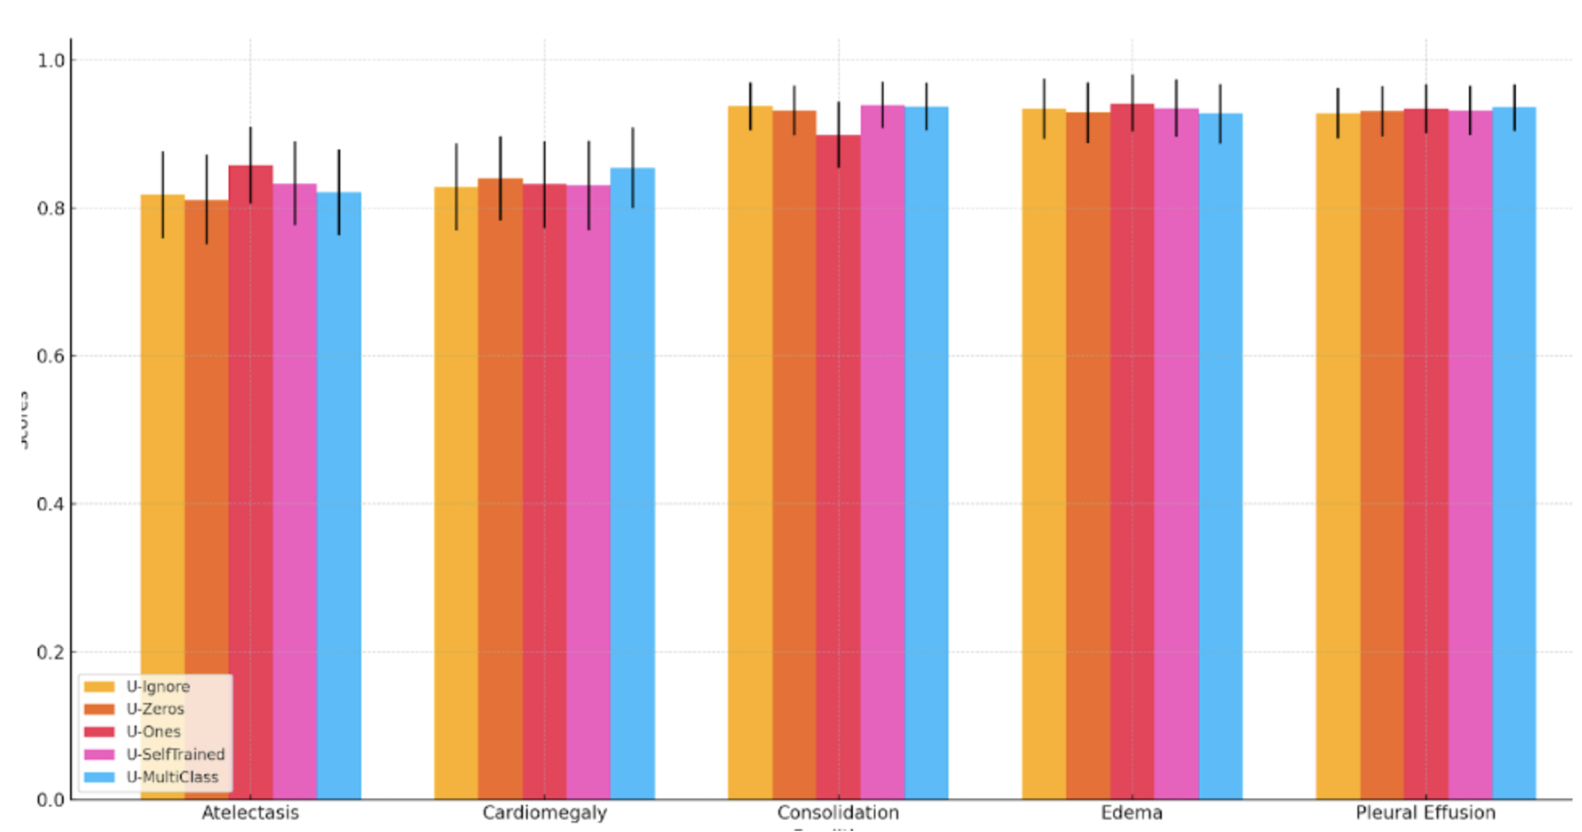 1.0
0.8
0.6
0.4
0.2
0.0
U-Ignore
U-Zeros
U-Ones
U-SelfTrained
U-MultiClass
Atelectasis
Cardiomegaly
Consolidation
Edema
Pleural Effusion